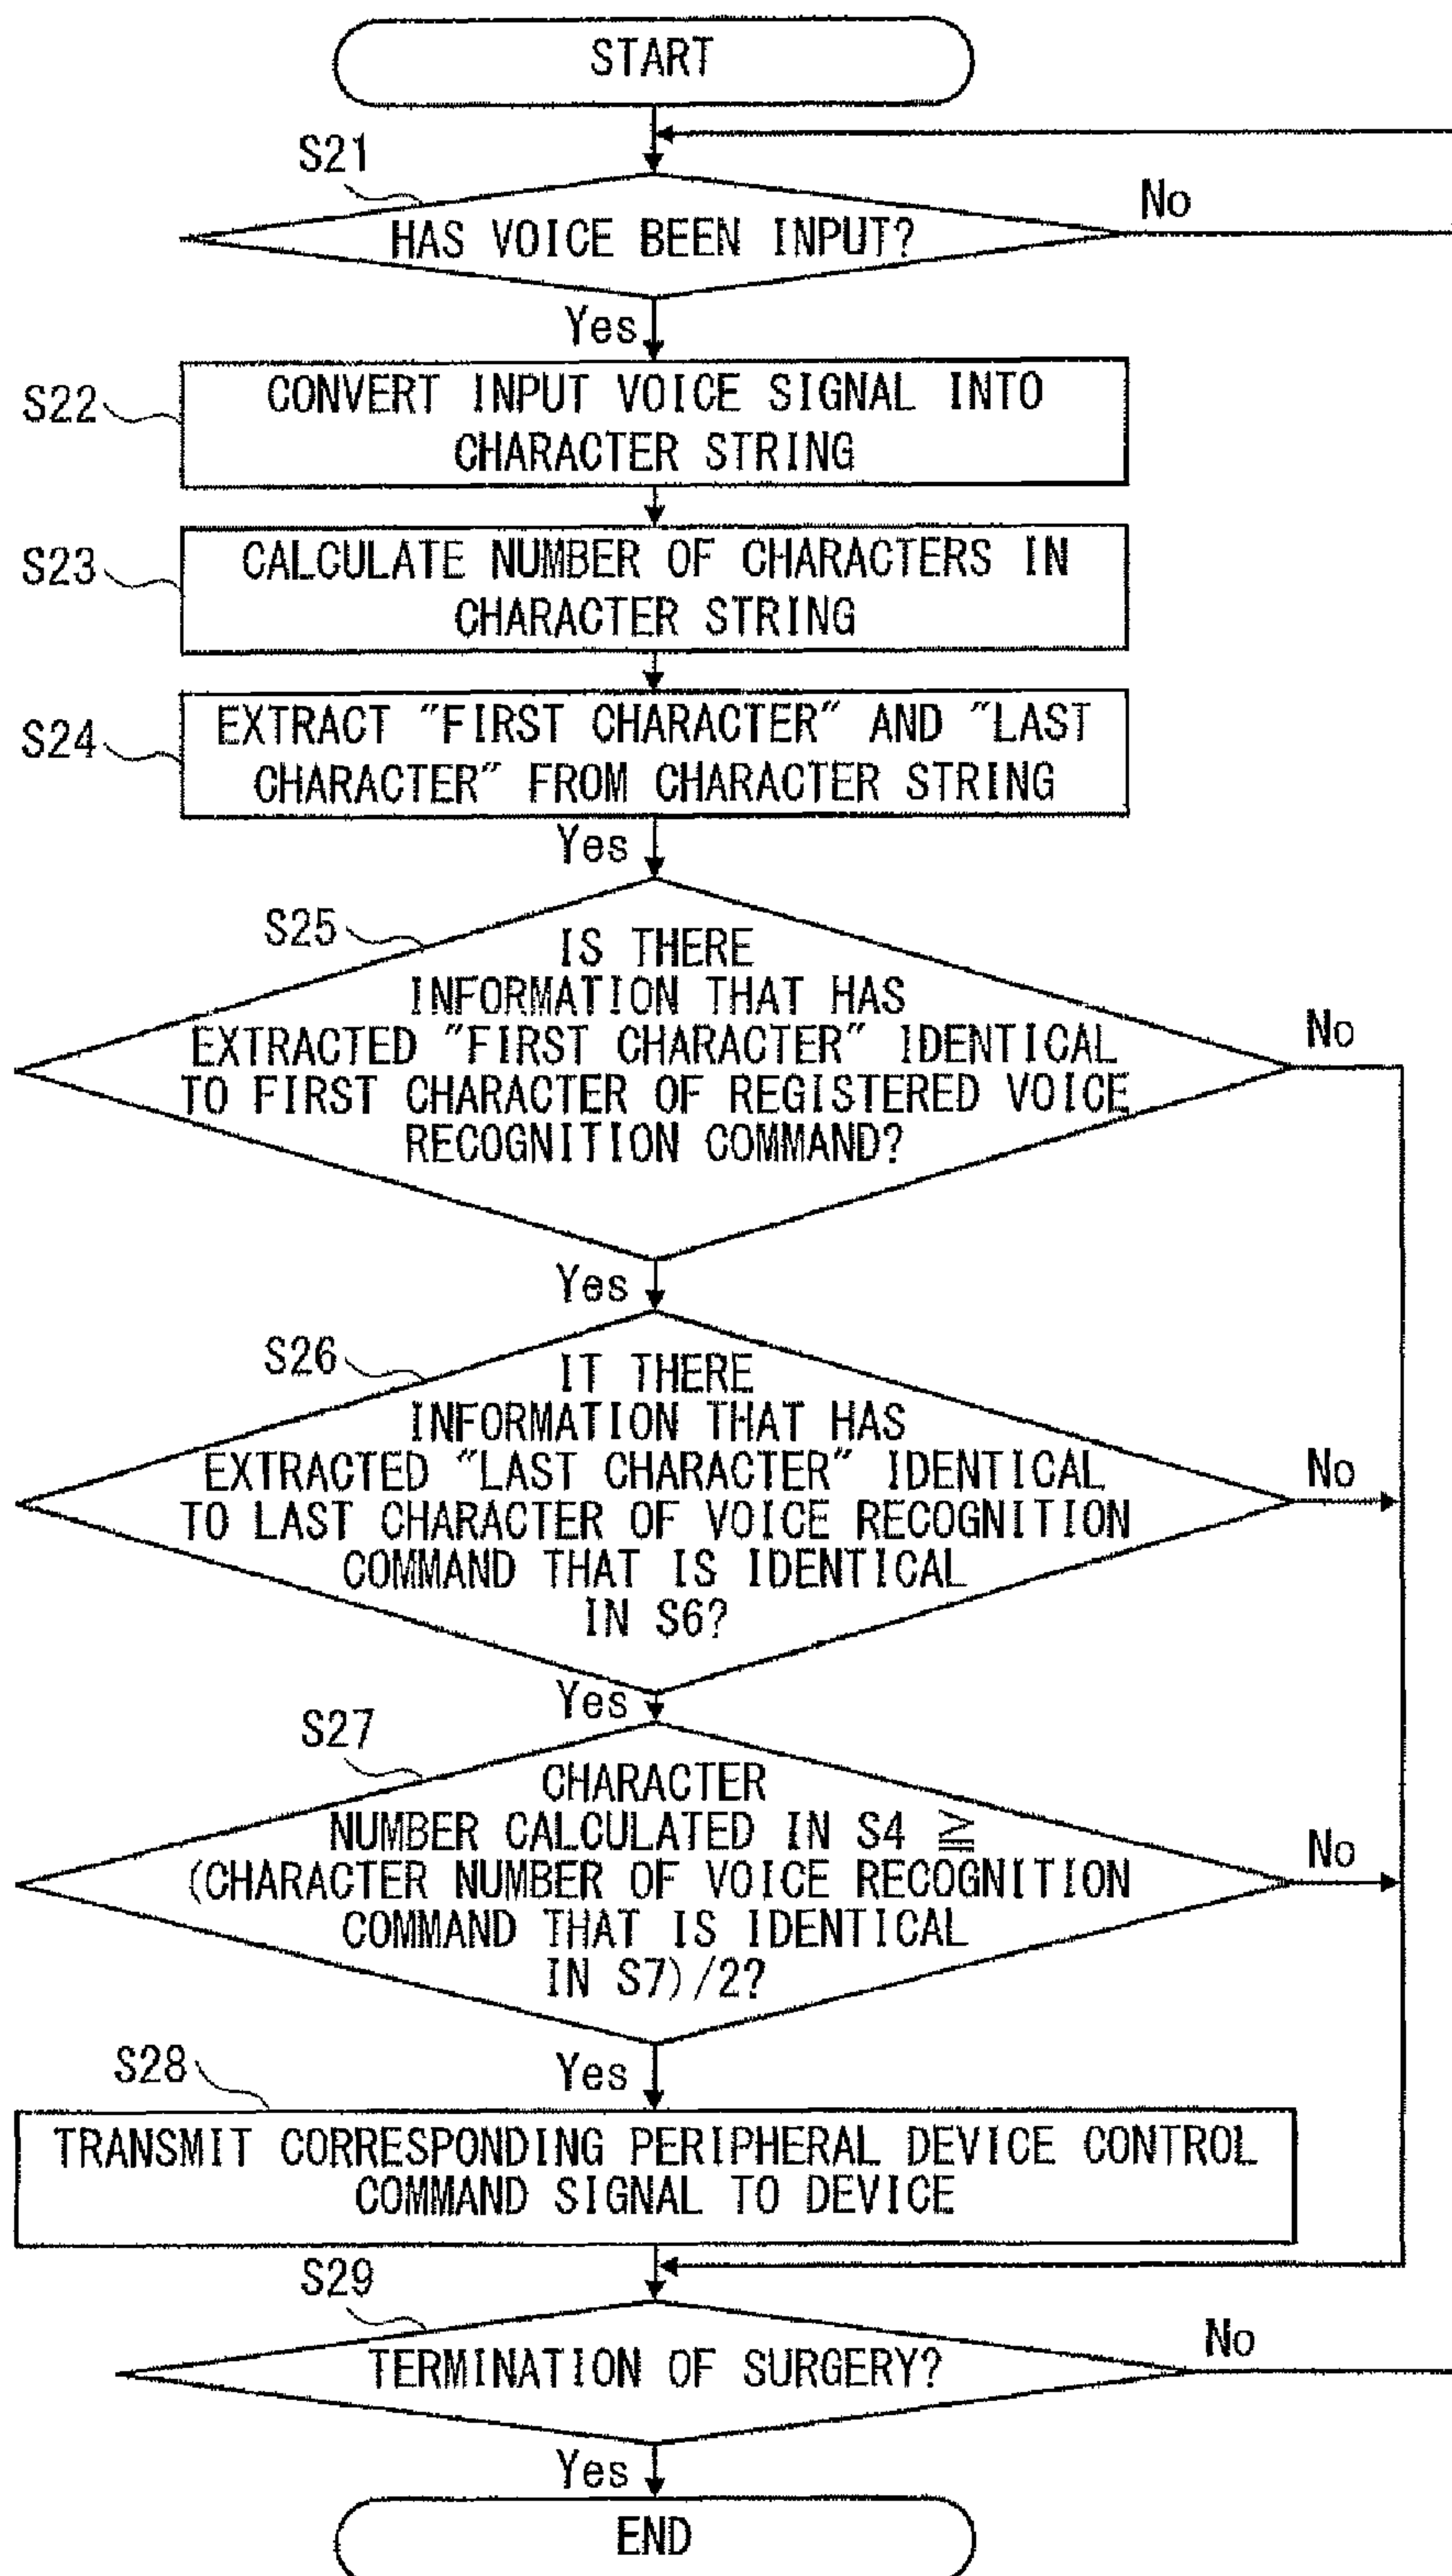 START
S21
HAS VOICE BEEN INPUT?
No
Yes
S22
CONVERT INPUT VOICE SIGNAL INTO
CHARACTER STRING
S23
CALCULATE NUMBER OF CHARACTERS IN
CHARACTER STRING
S24
EXTRACT "FIRST CHARACTER" AND "LAST
CHARACTER" FROM CHARACTER STRING
Yes
S25
IS THERE
INFORMATION THAT HAS
EXTRACTED "FIRST CHARACTER" IDENTICAL
TO FIRST CHARACTER OF REGISTERED VOICE
RECOGNITION COMMAND?
No
Yes
S26
IT THERE
INFORMATION THAT HAS
EXTRACTED "LAST CHARACTER" IDENTICAL
TO LAST CHARACTER OF VOICE RECOGNITION
COMMAND THAT IS IDENTICAL
IN S6?
No
Yes
S27
CHARACTER
NUMBER CALCULATED IN S4 ≧
(CHARACTER NUMBER OF VOICE RECOGNITION
COMMAND THAT IS IDENTICAL
IN S7)/2?
No
Yes
S28
TRANSMIT CORRESPONDING PERIPHERAL DEVICE CONTROL
COMMAND SIGNAL TO DEVICE
S29
TERMINATION OF SURGERY?
No
Yes
END